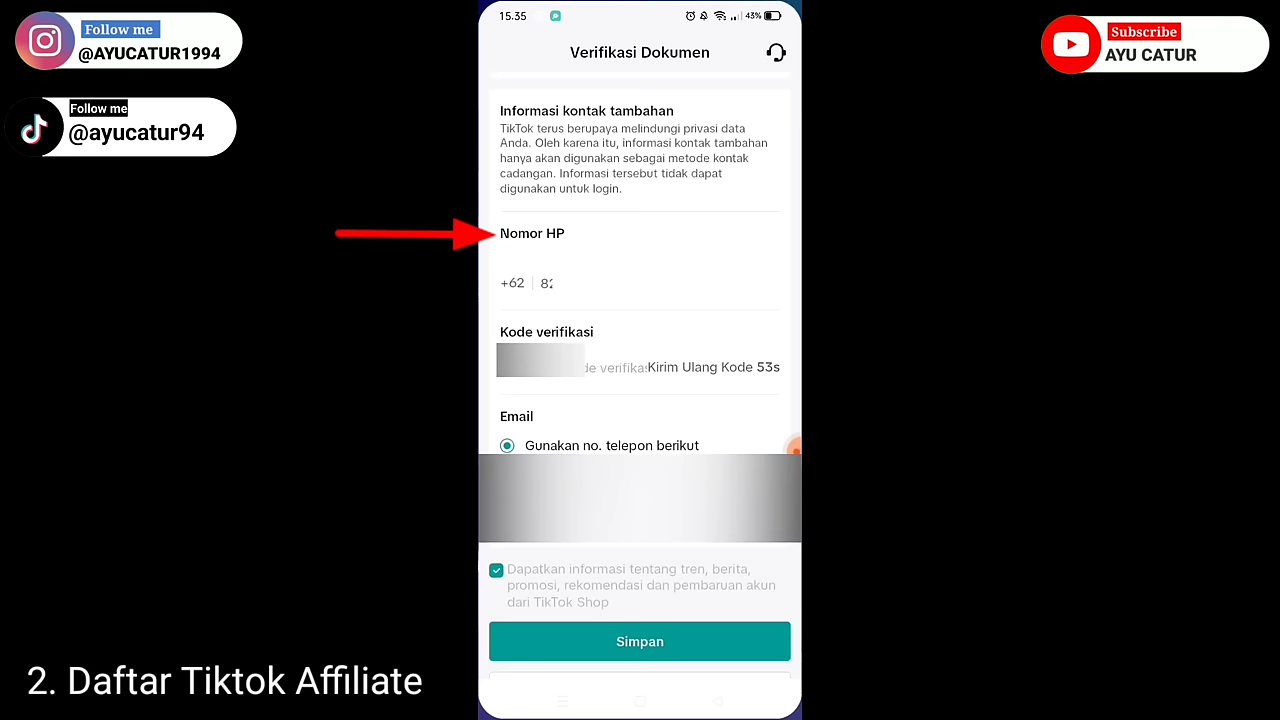 Follow me
@AYUCATUR1994
Follow me
@ayucatur94
Subscribe
AYU CATUR
15.35
43%
Verifikasi Dokumen
Informasi kontak tambahan
TikTok terus berupaya melindungi privasi data
Anda. Oleh karena itu, informasi kontak tambahan
hanya akan digunakan sebagai metode kontak
cadangan. Informasi tersebut tidak dapat
digunakan untuk login.
Nomor HP
+62 82
Kode verifikasi
Kirim Ulang Kode 53s
Email
Gunakan no. telepon berikut
Dapatkan informasi tentang tren, berita,
promosi, rekomendasi dan pembaruan akun
dari TikTok Shop
Simpan
2. Daftar Tiktok Affiliate